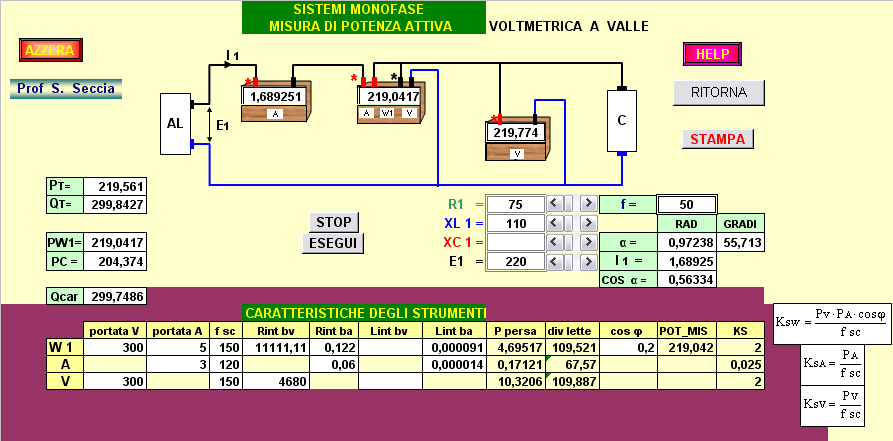 SISTEMI MONOFASE
MISURA DI POTENZA ATTIVA VOLTMETRICA A VALLE
AZZERA
HELP
Prof S. Seccia
RITORNA
STAMPA
I 1
* * *
1,689251
A
219,0417
A W1 V
*
219,774
V
AL
E1
C
PT= 219,561
QT= 299,8427
PW1= 219,0417
PC = 204,374
Qcar 299,7486
STOP
ESEGUI
R1 = 75
XL 1 = 110
XC 1 =
E1 = 220
f = 50
RAD GRADI
α = 0,97238 55,713
I 1 = 1,68925
COS α = 0,56334
CARATTERISTICHE DEGLI STRUMENTI
portata V portata A f sc Rint bv Rint ba Lint bv Lint ba P persa div lette cos φ POT_MIS KS
W 1 300 5 150 11111,11 0,122 0,000091 4,69517 109,521 0,2 219,042 2
A 3 120 0,06 0,000014 0,17121 67,57 0,025
V 300 150 4680 10,3206 109,887 2
Ksw = Pv · PA · cosφ / f sc
KsA = PA / f sc
KsV = PV / f sc